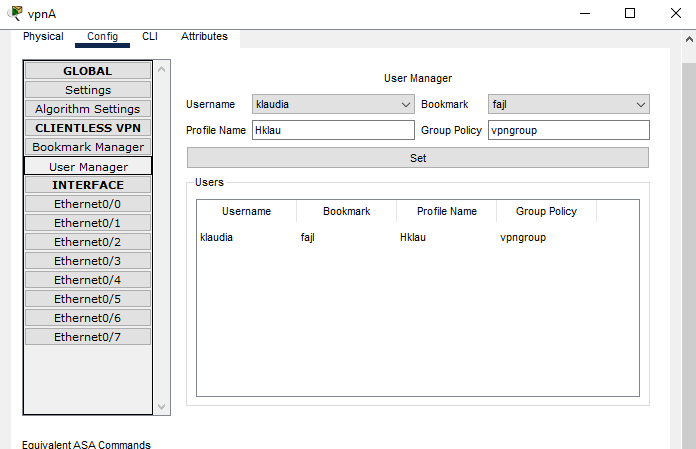 vpnA
Physical Config CLI Attributes
GLOBAL
Settings
Algorithm Settings
CLIENTLESS VPN
Bookmark Manager
User Manager
INTERFACE
Ethernet0/0
Ethernet0/1
Ethernet0/2
Ethernet0/3
Ethernet0/4
Ethernet0/5
Ethernet0/6
Ethernet0/7
User Manager
Username klaudia Bookmark fajl
Profile Name Hklau Group Policy vpngroup
Set
Users
Username Bookmark Profile Name Group Policy
klaudia fajl Hklau vpngroup
Equivalent ASA Commands